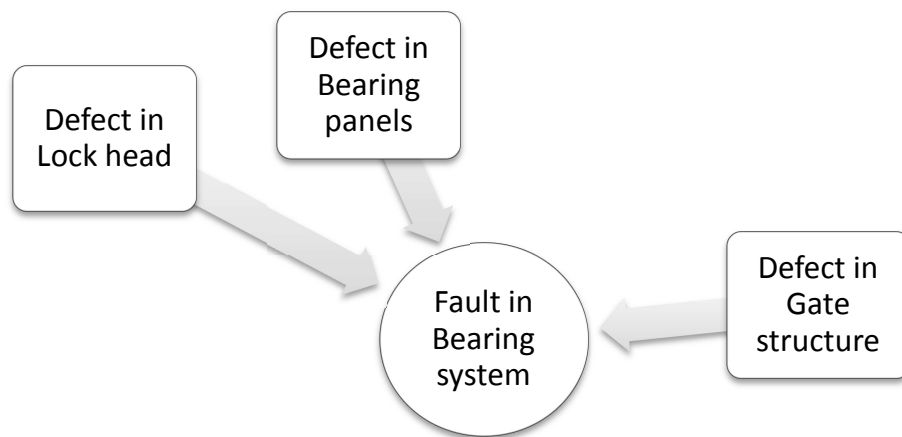 Defect in
Lock head
Defect in
Bearing
panels
Fault in
Bearing
system
Defect in
Gate
structure